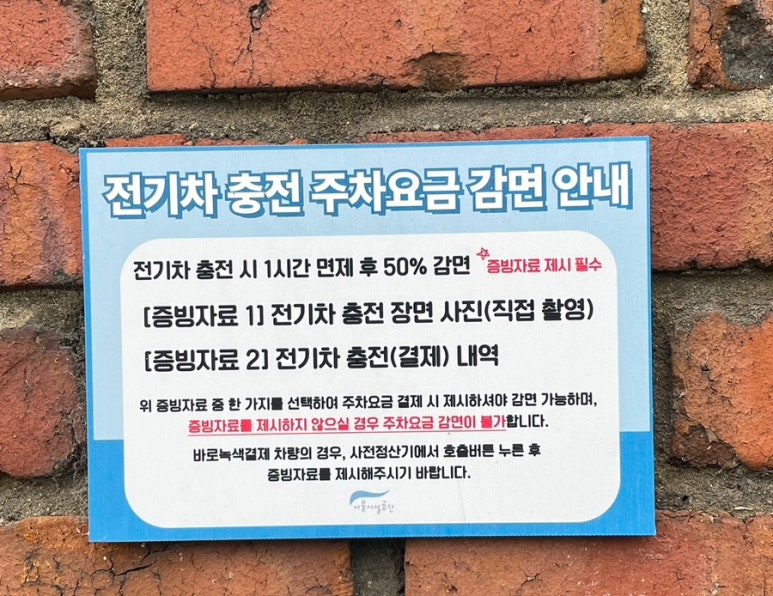 전기차 충전 주차요금 감면 안내
전기차 충전 시 1시간 면제 후 50% 감면 ☆증빙자료 제시 필수
[증빙자료 1] 전기차 충전 장면 사진(직접 촬영)
[증빙자료 2] 전기차 충전(결제) 내역
위 증빙자료 중 한 가지를 선택하여 주차요금 결제 시 제시하셔야 감면 가능하며,
증빙자료를 제시하지 않으실 경우 주차요금 감면이 불가합니다.
바로녹색결제 차량의 경우, 사전정산기에서 호출버튼 누른 후
증빙자료를 제시해주시기 바랍니다.
서울시설공단